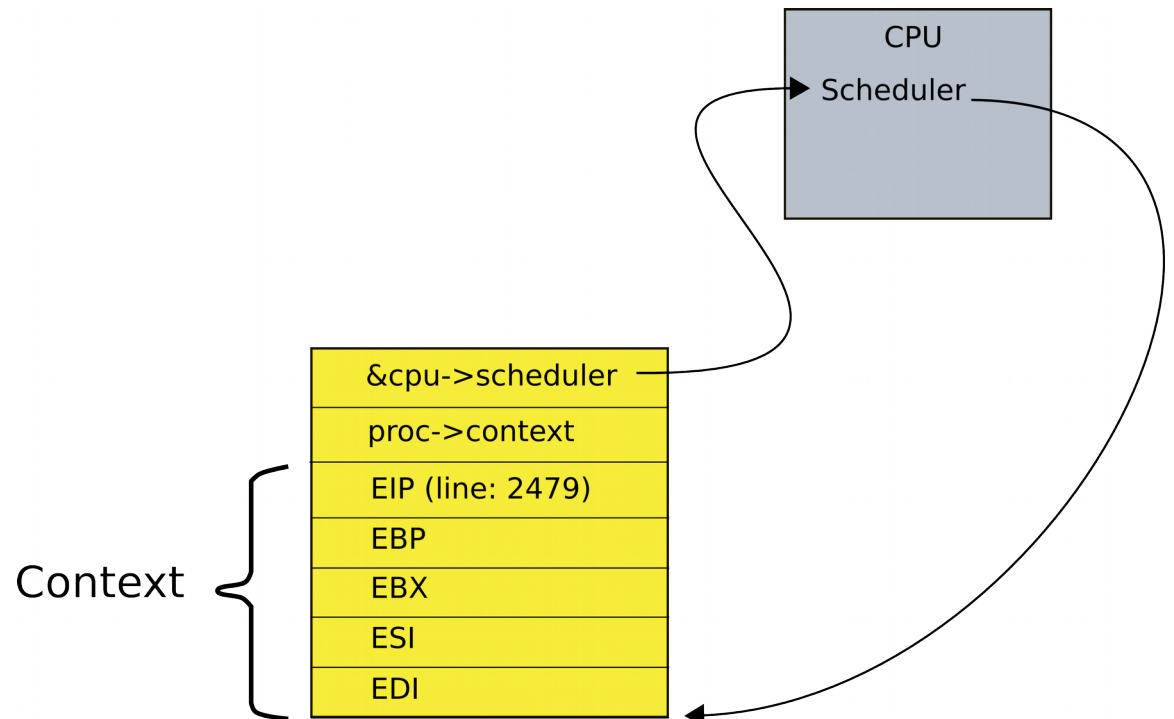 CPU
Scheduler
&cpu->scheduler
proc->context
EIP (line: 2479)
EBP
EBX
Context
ESI
EDI